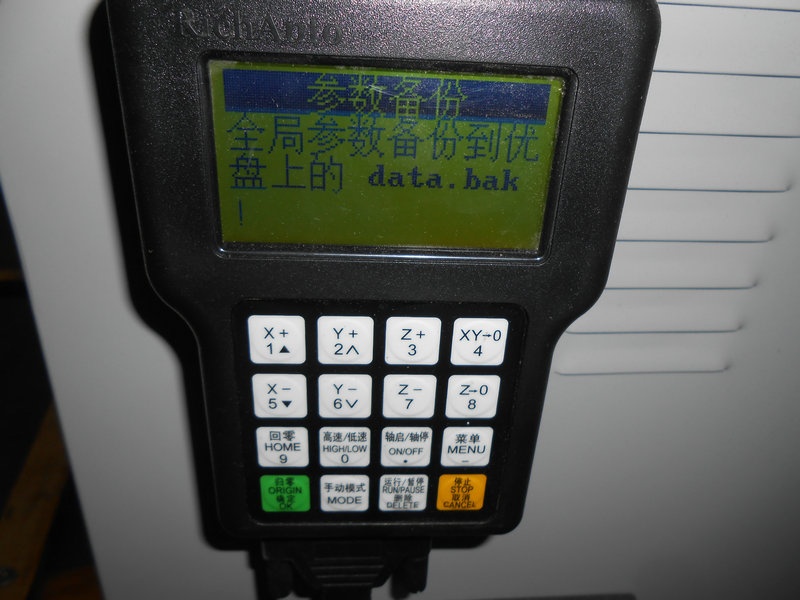 RichAuto
参数备份
全局参数备份到优
盘上的 data.bak
!
X+
1▲
Y+
2∧
Z+
3
XY→0
4
X-
5▼
Y-
6∨
Z-
7
Z→0
8
回零
HOME
9
高速/低速
HIGH/LOW
0
轴启/轴停
ON/OFF
•
菜单
MENU
-
归零
ORIGIN
确定
OK
手动模式
MODE
运行/暂停
RUN/PAUSE
删除
DELETE
停止
STOP
取消
CANCEL